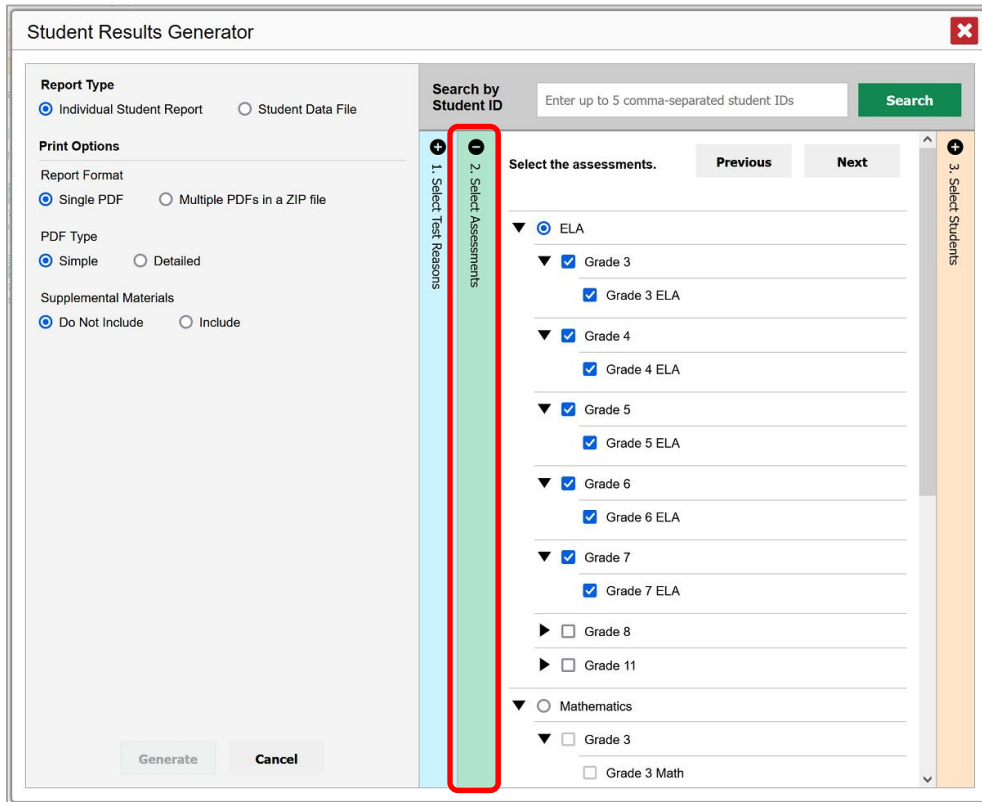 Student Results Generator
Report Type
Individual Student Report Student Data File
Print Options
Report Format
Single PDF Multiple PDFs in a ZIP file
PDF Type
Simple Detailed
Supplemental Materials
Do Not Include Include
Generate Cancel
Search by
Student ID
Enter up to 5 comma-separated student IDs
Search
1. Select Test Reasons
2. Select Assessments
Select the assessments.
Previous
Next
ELA
Grade 3
Grade 3 ELA
Grade 4
Grade 4 ELA
Grade 5
Grade 5 ELA
Grade 6
Grade 6 ELA
Grade 7
Grade 7 ELA
Grade 8
Grade 11
Mathematics
Grade 3
Grade 3 Math
3. Select Students